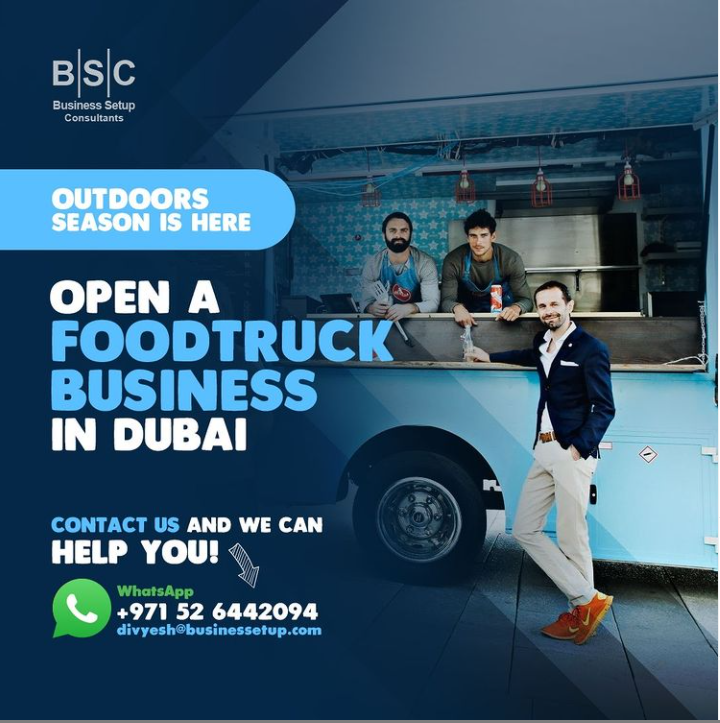 B|S|C
Business Setup
Consultants
OUTDOORS
SEASON IS HERE
OPEN A
FOODTRUCK
BUSINESS
IN DUBAI
CONTACT US AND WE CAN
HELP YOU!
WhatsApp
+971 52 6442094
divyesh@businessetup.com